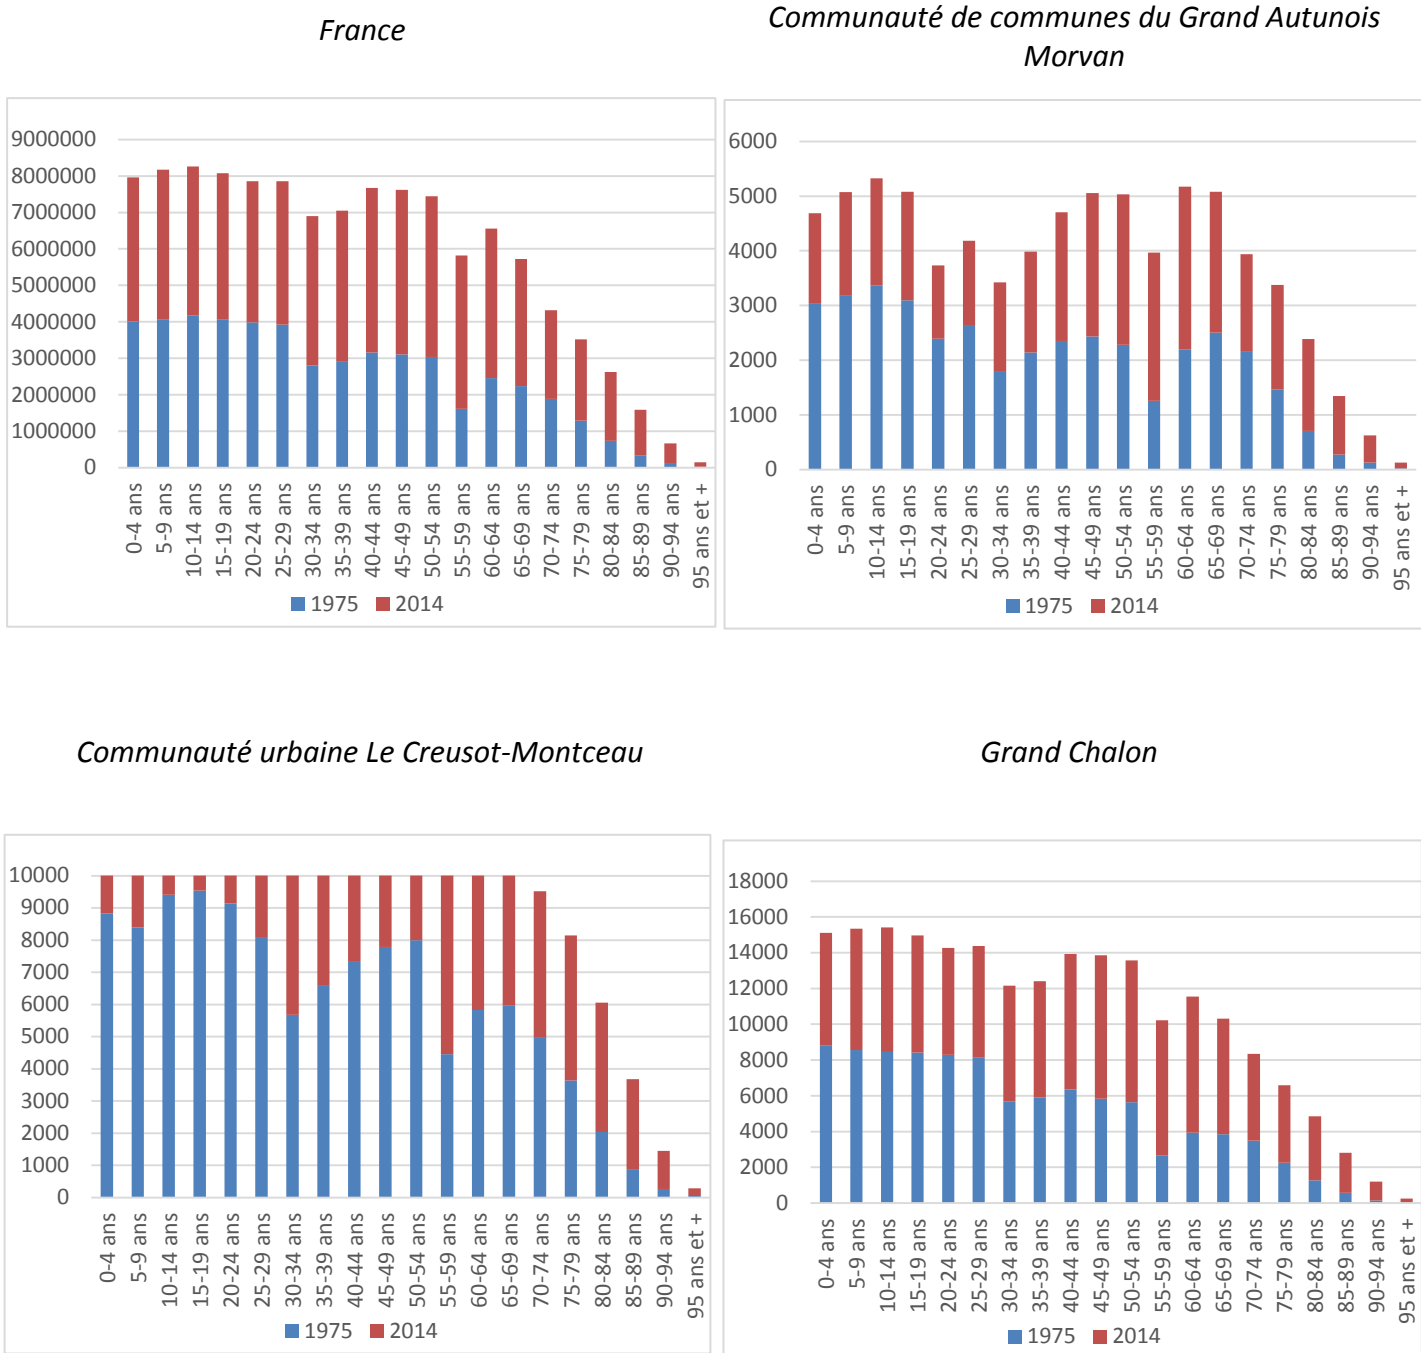 France
Communauté de communes du Grand Autunois
Morvan
9000000
8000000
7000000
6000000
5000000
4000000
3000000
2000000
1000000
0
0-4 ans
5-9 ans
10-14 ans
15-19 ans
20-24 ans
25-29 ans
30-34 ans
35-39 ans
40-44 ans
45-49 ans
50-54 ans
55-59 ans
60-64 ans
65-69 ans
70-74 ans
75-79 ans
80-84 ans
85-89 ans
90-94 ans
95 ans et +
1975 2014
6000
5000
4000
3000
2000
1000
0
0-4 ans
5-9 ans
10-14 ans
15-19 ans
20-24 ans
25-29 ans
30-34 ans
35-39 ans
40-44 ans
45-49 ans
50-54 ans
55-59 ans
60-64 ans
65-69 ans
70-74 ans
75-79 ans
80-84 ans
85-89 ans
90-94 ans
95 ans et +
1975 2014
Communauté urbaine Le Creusot-Montceau
Grand Chalon
10000
9000
8000
7000
6000
5000
4000
3000
2000
1000
0
0-4 ans
5-9 ans
10-14 ans
15-19 ans
20-24 ans
25-29 ans
30-34 ans
35-39 ans
40-44 ans
45-49 ans
50-54 ans
55-59 ans
60-64 ans
65-69 ans
70-74 ans
75-79 ans
80-84 ans
85-89 ans
90-94 ans
95 ans et +
1975 2014
18000
16000
14000
12000
10000
8000
6000
4000
2000
0
0-4 ans
5-9 ans
10-14 ans
15-19 ans
20-24 ans
25-29 ans
30-34 ans
35-39 ans
40-44 ans
45-49 ans
50-54 ans
55-59 ans
60-64 ans
65-69 ans
70-74 ans
75-79 ans
80-84 ans
85-89 ans
90-94 ans
95 ans et +
1975 2014